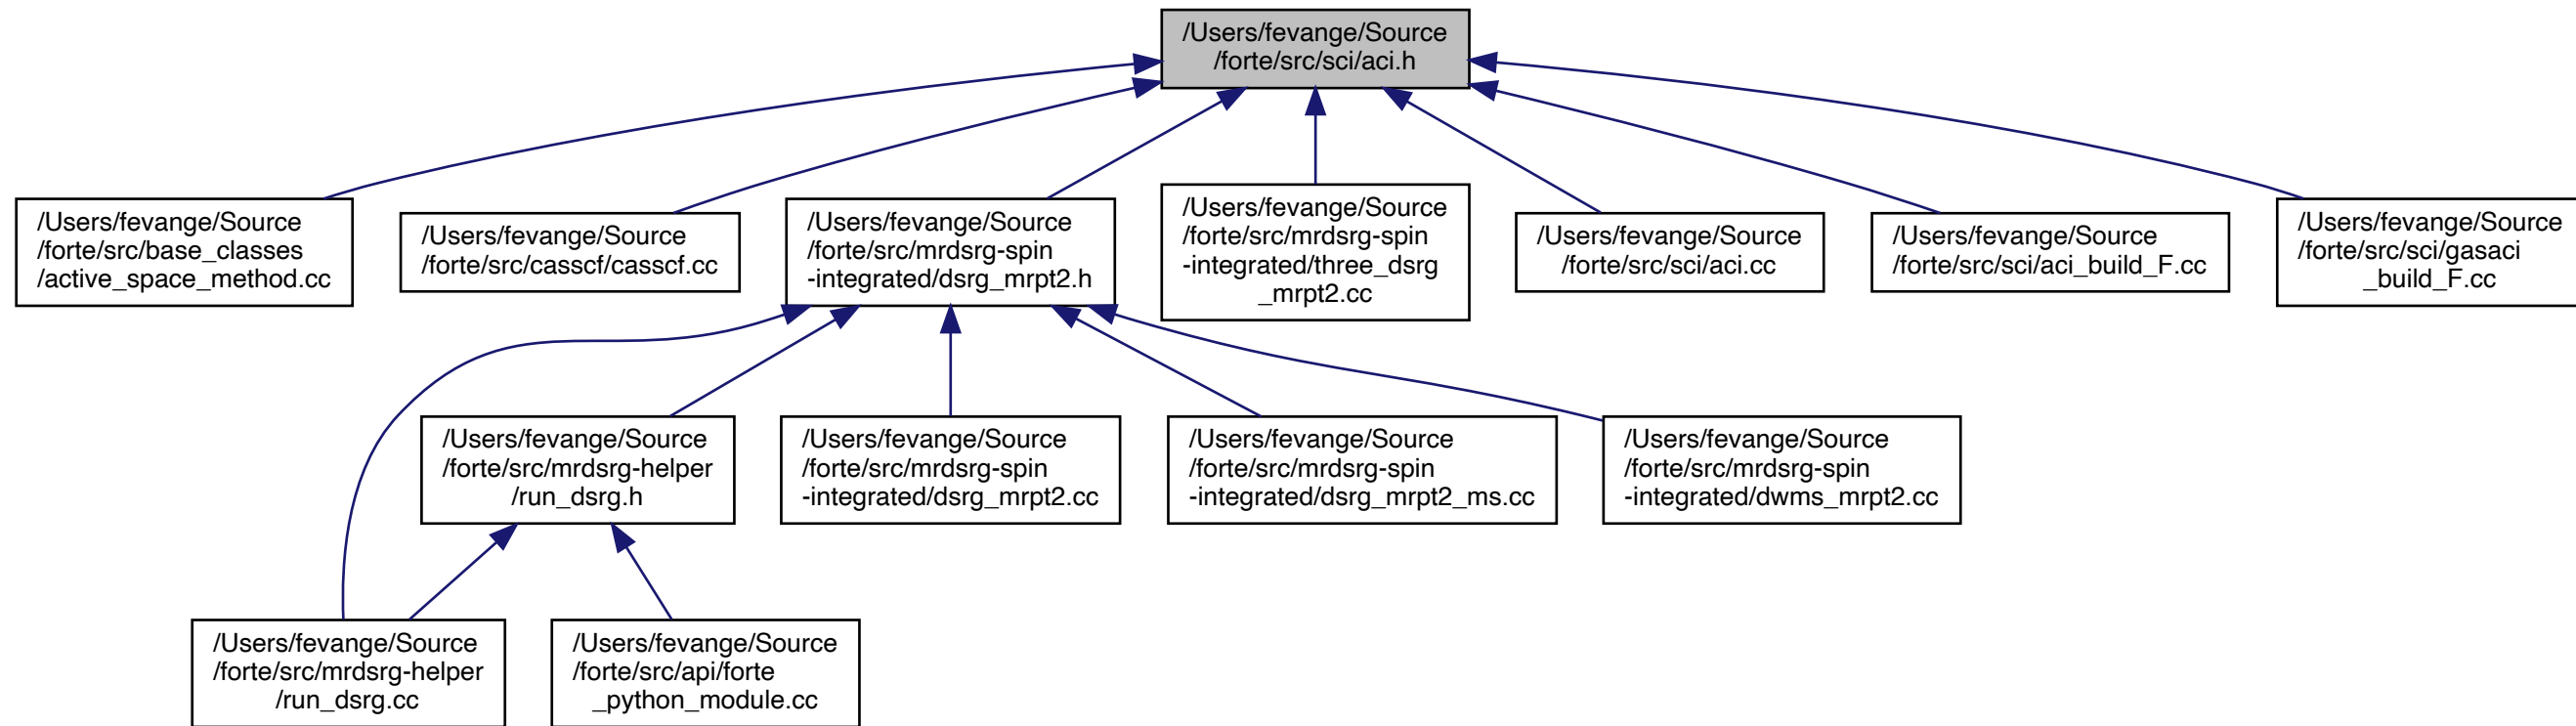 /Users/fevange/Source
/forte/src/sci/aci.h
/Users/fevange/Source
/forte/src/base_classes
/active_space_method.cc
/Users/fevange/Source
/forte/src/casscf/casscf.cc
/Users/fevange/Source
/forte/src/mrdsrg-spin
-integrated/dsrg_mrpt2.h
/Users/fevange/Source
/forte/src/mrdsrg-spin
-integrated/three_dsrg
_mrpt2.cc
/Users/fevange/Source
/forte/src/sci/aci.cc
/Users/fevange/Source
/forte/src/sci/aci_build_F.cc
/Users/fevange/Source
/forte/src/sci/gasaci
_build_F.cc
/Users/fevange/Source
/forte/src/mrdsrg-helper
/run_dsrg.h
/Users/fevange/Source
/forte/src/mrdsrg-spin
-integrated/dsrg_mrpt2.cc
/Users/fevange/Source
/forte/src/mrdsrg-spin
-integrated/dsrg_mrpt2_ms.cc
/Users/fevange/Source
/forte/src/mrdsrg-spin
-integrated/dwms_mrpt2.cc
/Users/fevange/Source
/forte/src/mrdsrg-helper
/run_dsrg.cc
/Users/fevange/Source
/forte/src/api/forte
_python_module.cc